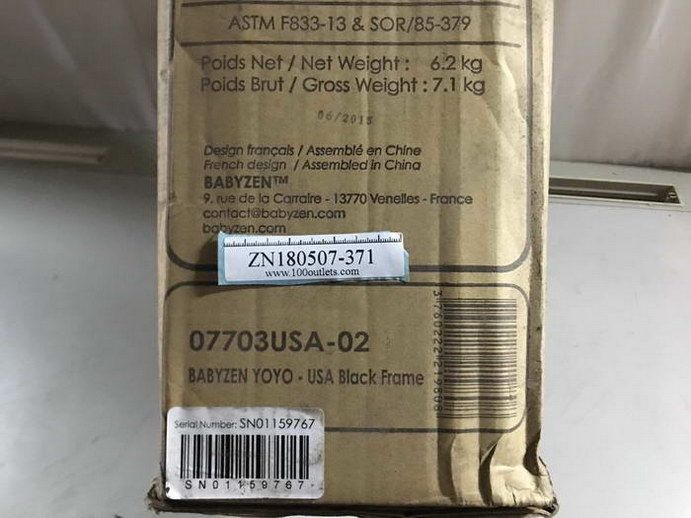 ASTM F833-13 & SOR/85-379
Poids Net / Net Weight : 6.2 kg
Poids Brut / Gross Weight : 7.1 kg
06/2015
Design français / Assemblé en Chine
French design / Assembled in China
BABYZEN™
9, rue de la Carraire - 13770 Venelles - France
contact@babyzen.com
babyzen.com
ZN180507-371
www.100outlets.com
07703USA-02
BABYZEN YOYO - USA Black Frame
3760222219808
Serial Number: SN01159767
SN01159767